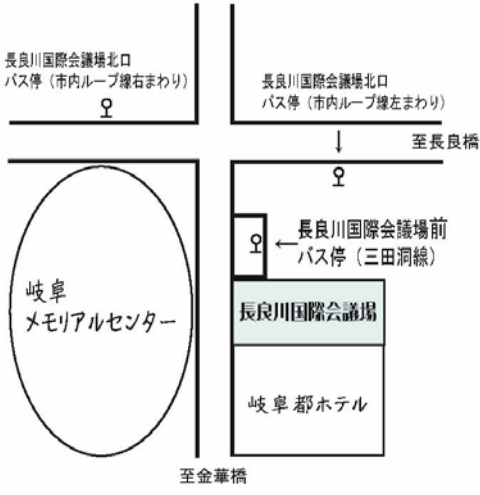 長良川国際会議場北口
バス停（市内ループ線右まわり）
長良川国際会議場北口
バス停（市内ループ線左まわり）
至長良橋
長良川国際会議場前
バス停（三田洞線）
岐阜
メモリアルセンター
長良川国際会議場
岐阜都ホテル
至金華橋